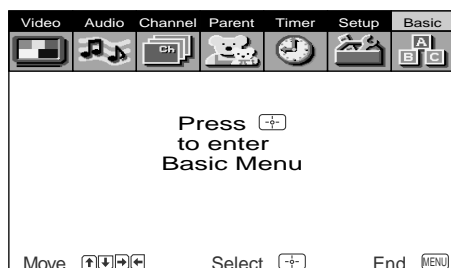 Video Audio Channel Parent Timer Setup Basic
Ch A B C
Press
to enter
Basic Menu
Move Select End MENU